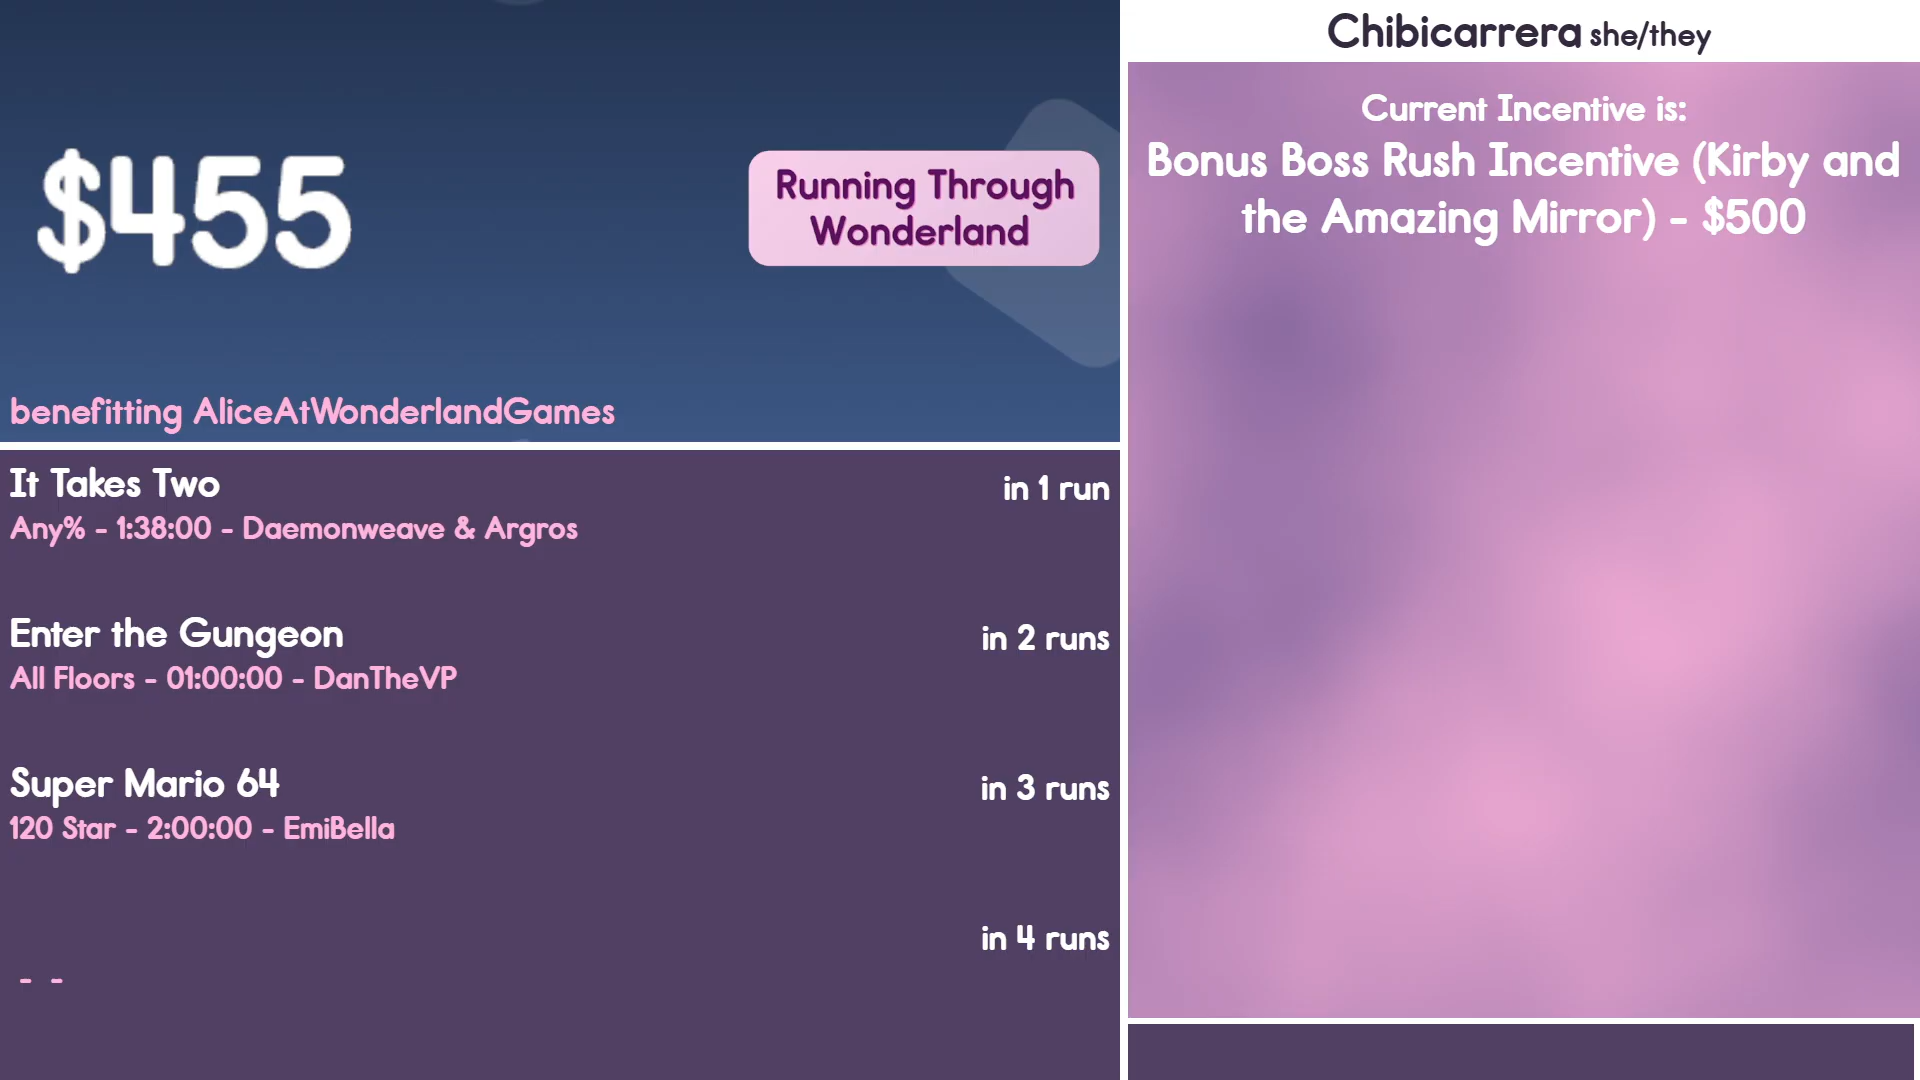 $455
Running Through
Wonderland
benefitting AliceAtWonderlandGames
It Takes Two
in 1 run
Any% - 1:38:00 - Daemonweave & Argros
Enter the Gungeon
in 2 runs
All Floors - 01:00:00 - DanTheVP
Super Mario 64
in 3 runs
120 Star - 2:00:00 - EmiBella
in 4 runs
- -
Chibicarrera she/they
Current Incentive is:
Bonus Boss Rush Incentive (Kirby and
the Amazing Mirror) - $500